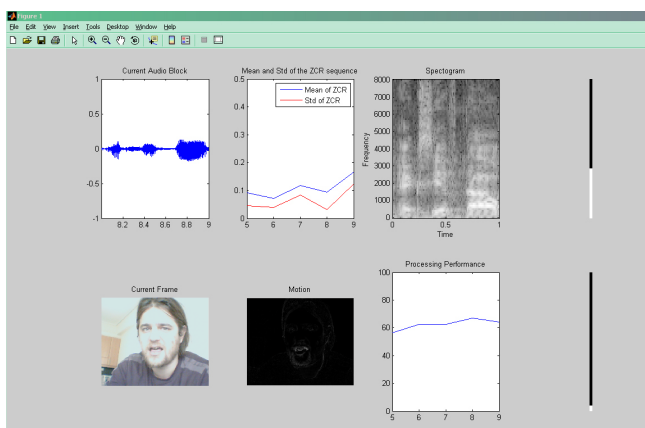 Figure 1
File Edit View Insert Tools Desktop Window Help
Current Audio Block
1
0.5
0
-0.5
-1
8.2 8.4 8.6 8.8 9
Mean and Std of the ZCR sequence
Mean of ZCR
Std of ZCR
0.5
0.4
0.3
0.2
0.1
0
5 6 7 8 9
Spectogram
Frequency
8000
7000
6000
5000
4000
3000
2000
1000
0
0 0.5 1
Time
Current Frame
Motion
Processing Performance
100
80
60
40
20
0
5 6 7 8 9